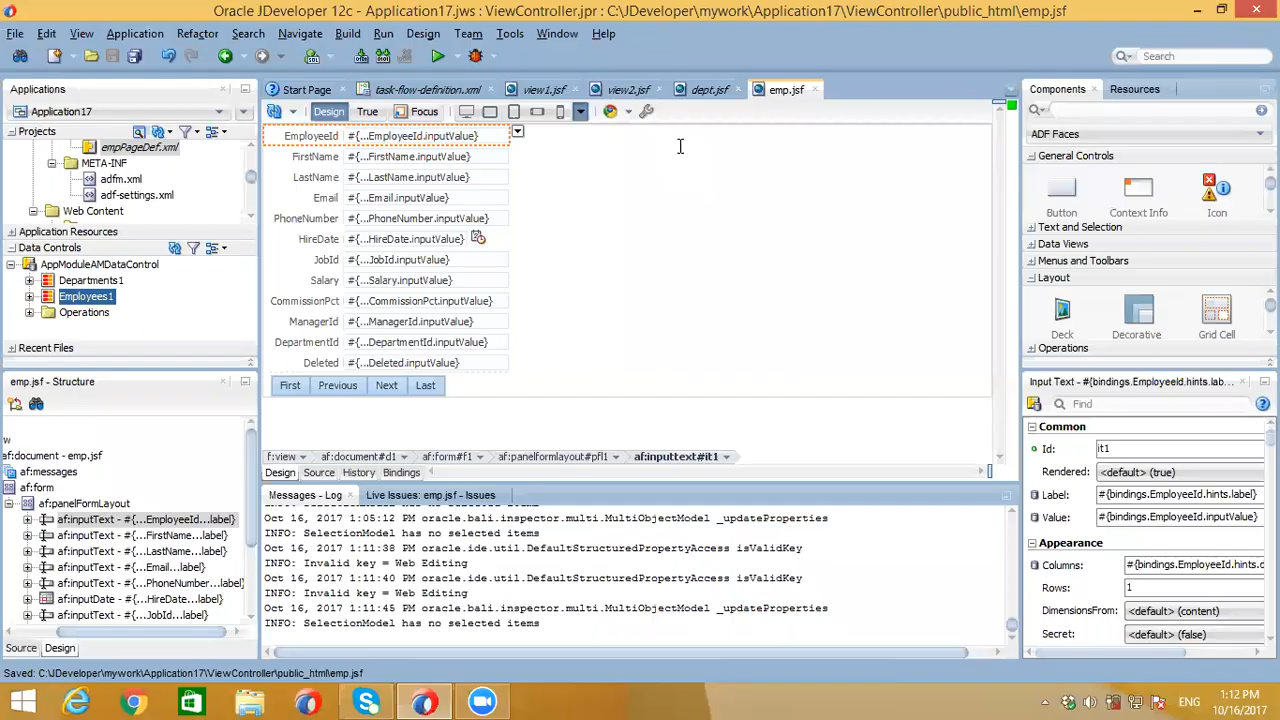 Oracle JDeveloper 12c - Application17.jws : ViewController.jpr : C:\JDeveloper\mywork\Application17\ViewController\public_html\emp.jsf
File Edit View Application Refactor Search Navigate Build Run Design Team Tools Window Help
Search
Applications
Application17
Projects
empPageDef.xml
META-INF
adfm.xml
adf-settings.xml
Web Content
Application Resources
Data Controls
AppModuleAMDataControl
Departments1
Employees1
Operations
Recent Files
emp.jsf - Structure
w
af:document - emp.jsf
af:messages
af:form
af:panelFormLayout
af:inputText - #{...EmployeeId...label}
af:inputText - #{...FirstName...label}
af:inputText - #{...LastName...label}
af:inputText - #{...Email...label}
af:inputText - #{...PhoneNumber...label}
af:inputDate - #{...HireDate...label}
af:inputText - #{...JobId...label}
Source Design
Start Page task-flow-definition.xml view1.jsf view2.jsf dept.jsf emp.jsf
Design True Focus
EmployeeId #{...EmployeeId.inputValue}
FirstName #{...FirstName.inputValue}
LastName #{...LastName.inputValue}
Email #{...Email.inputValue}
PhoneNumber #{...PhoneNumber.inputValue}
HireDate #{...HireDate.inputValue}
JobId #{...JobId.inputValue}
Salary #{...Salary.inputValue}
CommissionPct #{...CommissionPct.inputValue}
ManagerId #{...ManagerId.inputValue}
DepartmentId #{...DepartmentId.inputValue}
Deleted #{...Deleted.inputValue}
First Previous Next Last
f:view af:document#d1 af:form#f1 af:panelformlayout#pfl1 af:inputtext#it1
Design Source History Bindings
Messages - Log Live Issues: emp.jsf - Issues
Oct 16, 2017 1:05:12 PM oracle.bali.inspector.multi.MultiObjectModel _updateProperties
INFO: SelectionModel has no selected items
Oct 16, 2017 1:11:38 PM oracle.ide.util.DefaultStructuredPropertyAccess isValidKey
INFO: Invalid key = Web Editing
Oct 16, 2017 1:11:40 PM oracle.ide.util.DefaultStructuredPropertyAccess isValidKey
INFO: Invalid key = Web Editing
Oct 16, 2017 1:11:45 PM oracle.bali.inspector.multi.MultiObjectModel _updateProperties
INFO: SelectionModel has no selected items
Components Resources
ADF Faces
General Controls
Button Context Info Icon
Text and Selection
Data Views
Menus and Toolbars
Layout
Deck Decorative Grid Cell
Operations
Input Text - #{bindings.EmployeeId.hints.lab...
Find
Common
Id: it1
Rendered: <default> (true)
Label: #{bindings.EmployeeId.hints.label}
Value: #{bindings.EmployeeId.inputValue}
Appearance
Columns: #{bindings.EmployeeId.hints.c
Rows: 1
DimensionsFrom: <default> (content)
Secret: <default> (false)
Saved: C:\JDeveloper\mywork\Application17\ViewController\public_html\emp.jsf
ENG
1:12 PM
10/16/2017